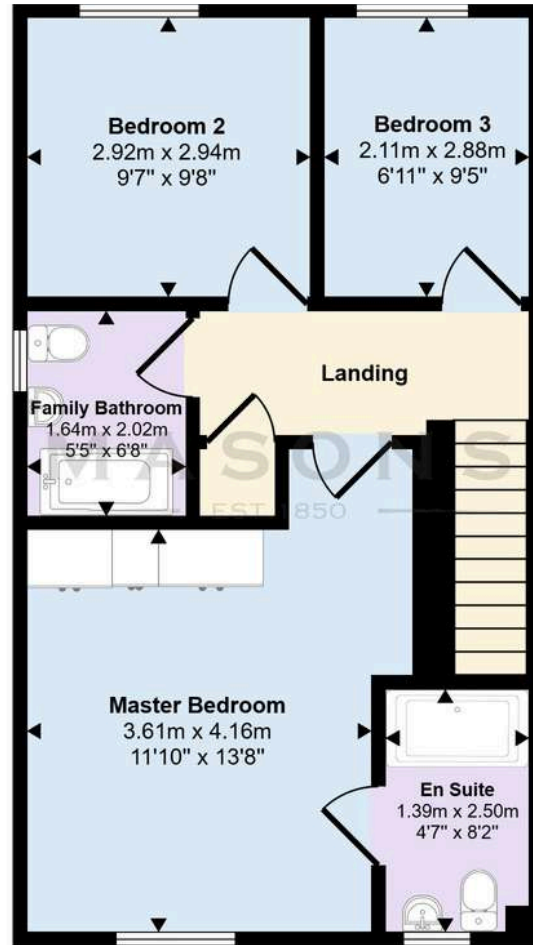 Bedroom 2
2.92m x 2.94m
9'7" x 9'8"
Bedroom 3
2.11m x 2.88m
6'11" x 9'5"
Landing
Family Bathroom
1.64m x 2.02m
5'5" x 6'8"
MASONS
EST 1850
Master Bedroom
3.61m x 4.16m
11'10" x 13'8"
En Suite
1.39m x 2.50m
4'7" x 8'2"